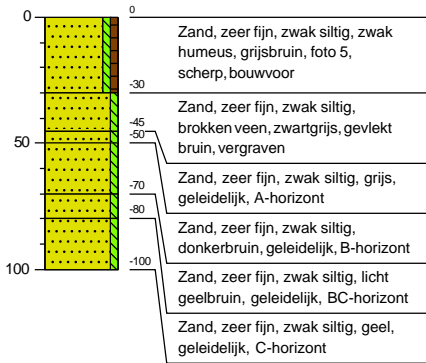 0
0
Zand, zeer fijn, zwak siltig, zwak
humeus, grijsbruin, foto 5,
scherp, bouwvoor
-30
Zand, zeer fijn, zwak siltig,
brokken veen, zwartgrijs, gevlekt
bruin, vergraven
-45
50
-50
Zand, zeer fijn, zwak siltig, grijs,
geleidelijk, A-horizont
-70
Zand, zeer fijn, zwak siltig,
donkerbruin, geleidelijk, B-horizont
-80
Zand, zeer fijn, zwak siltig, licht
geelbruin, geleidelijk, BC-horizont
100
-100
Zand, zeer fijn, zwak siltig, geel,
geleidelijk, C-horizont